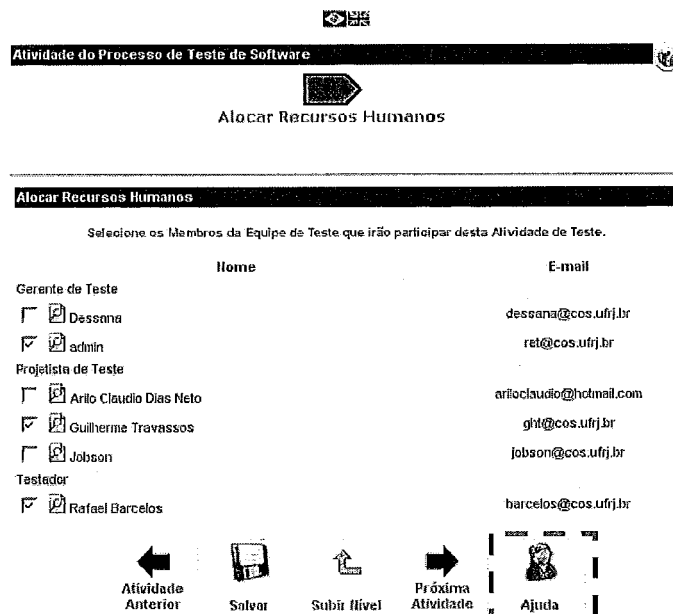 Atividade do Processo de Teste de Software
Alocar Recursos Humanos
Alocar Recursos Humanos
Selecione os Membros da Equipe de Teste que irão participar desta Atividade de Teste.
Nome E-mail
Gerente de Teste
Dessana dessana@cos.ufrj.br
admin ret@cos.ufrj.br
Projetista de Teste
Arilo Claudio Dias Neto ariloclaudio@hotmail.com
Guilherme Travassos ght@cos.ufrj.br
Jobson jobson@cos.ufrj.br
Testador
Rafael Barcelos barcelos@cos.ufrj.br
Atividade Anterior Salvar Subir Nível Próxima Atividade Ajuda